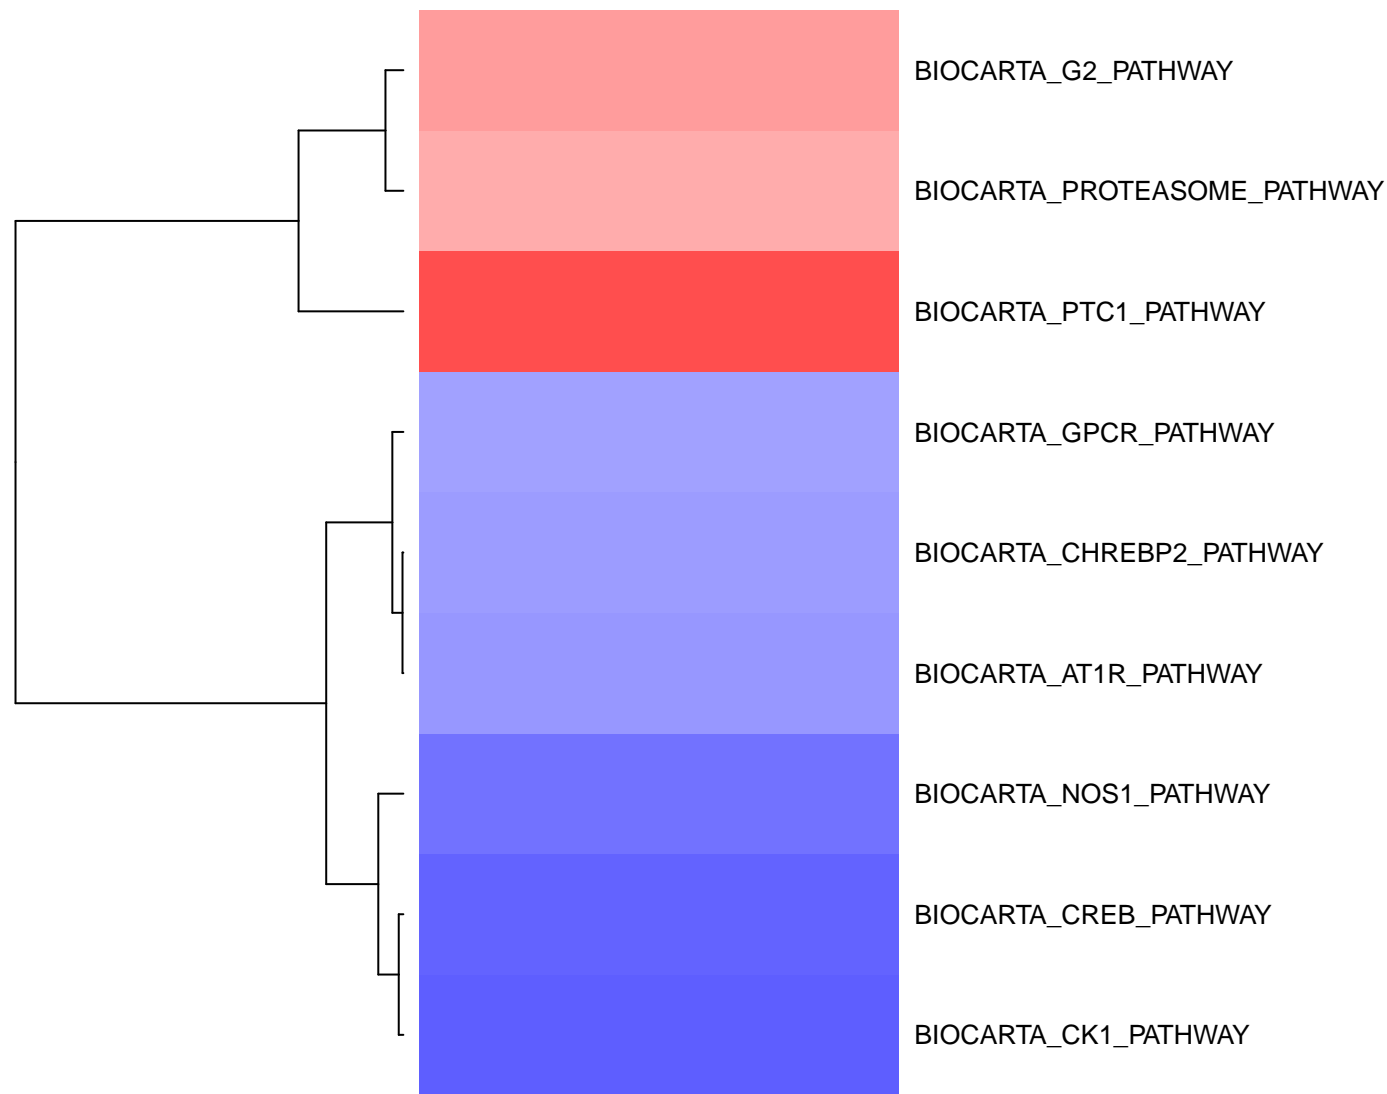 BIOCARTA_G2_PATHWAY
BIOCARTA_PROTEASOME_PATHWAY
BIOCARTA_PTC1_PATHWAY
BIOCARTA_GPCR_PATHWAY
BIOCARTA_CHREBP2_PATHWAY
BIOCARTA_AT1R_PATHWAY
BIOCARTA_NOS1_PATHWAY
BIOCARTA_CREB_PATHWAY
BIOCARTA_CK1_PATHWAY